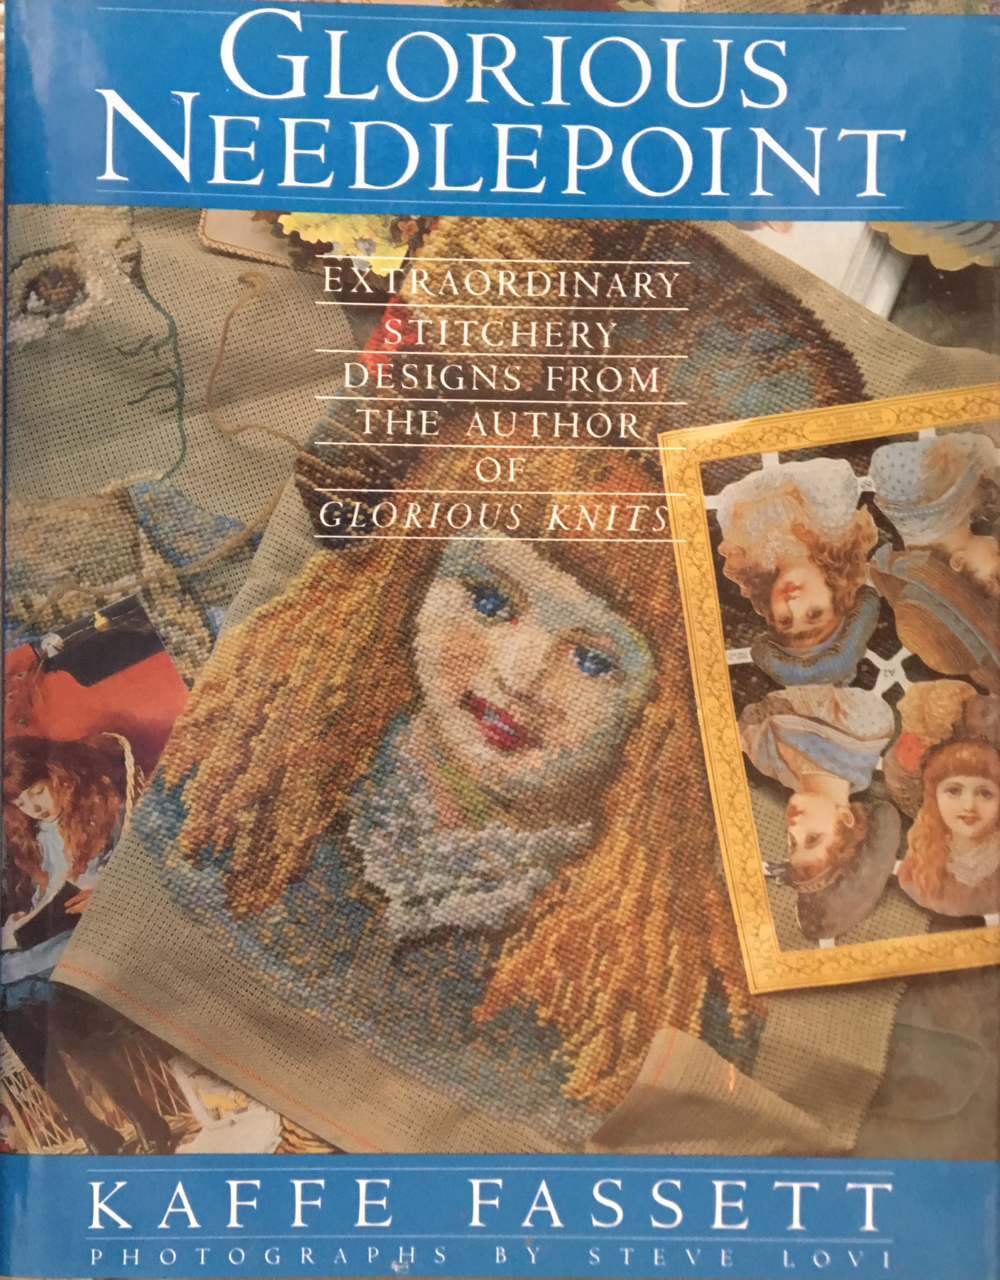 GLORIOUS
NEEDLEPOINT
EXTRAORDINARY
STITCHERY
DESIGNS FROM
THE AUTHOR
OF
GLORIOUS KNITS
KAFFE FASSETT
PHOTOGRAPHS BY STEVE LOVI